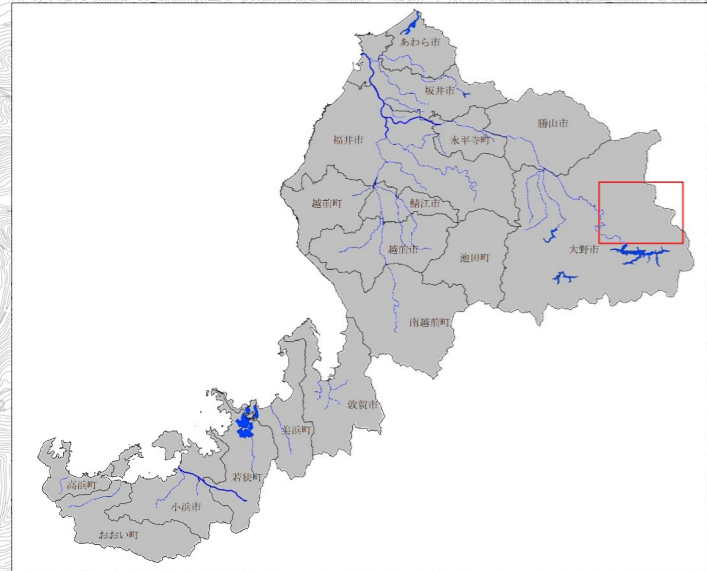 あわら市
坂井市
勝山市
福井市
永平寺町
越前町
鯖江市
大野市
越前市
池田町
南越前町
敦賀市
美浜町
若狭町
高浜町
小浜市
おおい町